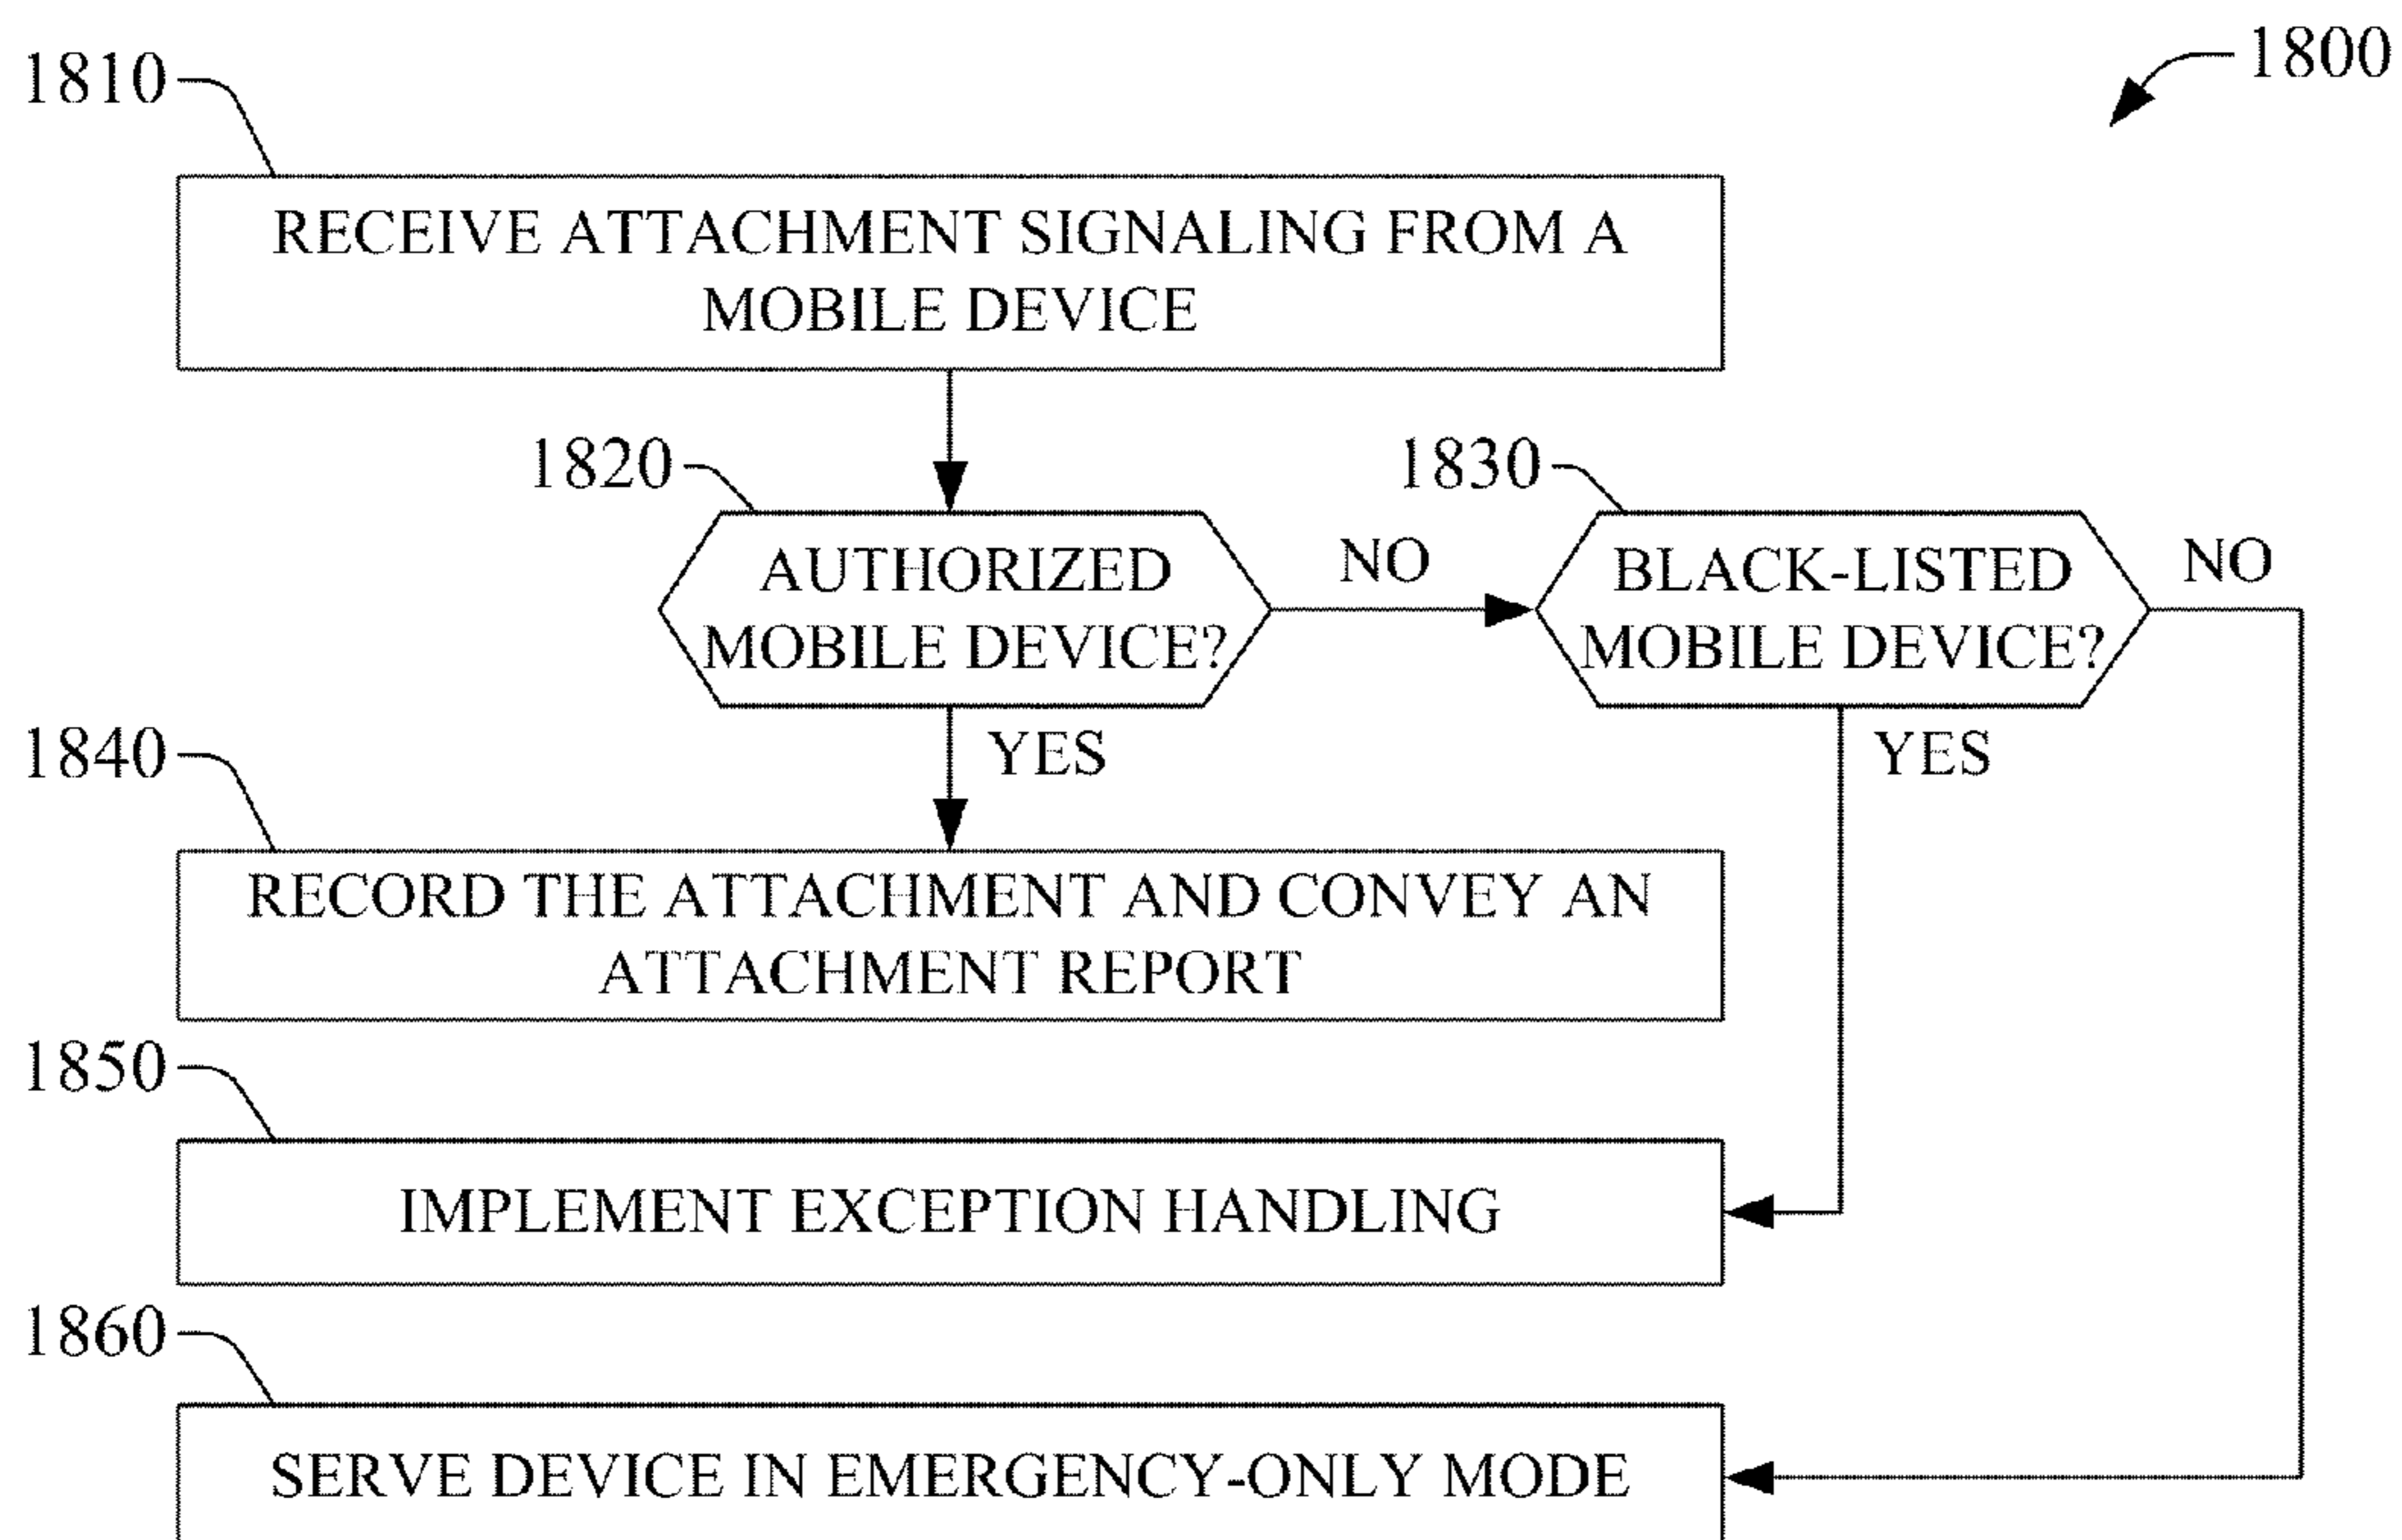 1800
1810
RECEIVE ATTACHMENT SIGNALING FROM A
MOBILE DEVICE
1820
AUTHORIZED
MOBILE DEVICE?
NO
1830
BLACK-LISTED
MOBILE DEVICE?
NO
YES
YES
1840
RECORD THE ATTACHMENT AND CONVEY AN
ATTACHMENT REPORT
1850
IMPLEMENT EXCEPTION HANDLING
1860
SERVE DEVICE IN EMERGENCY-ONLY MODE